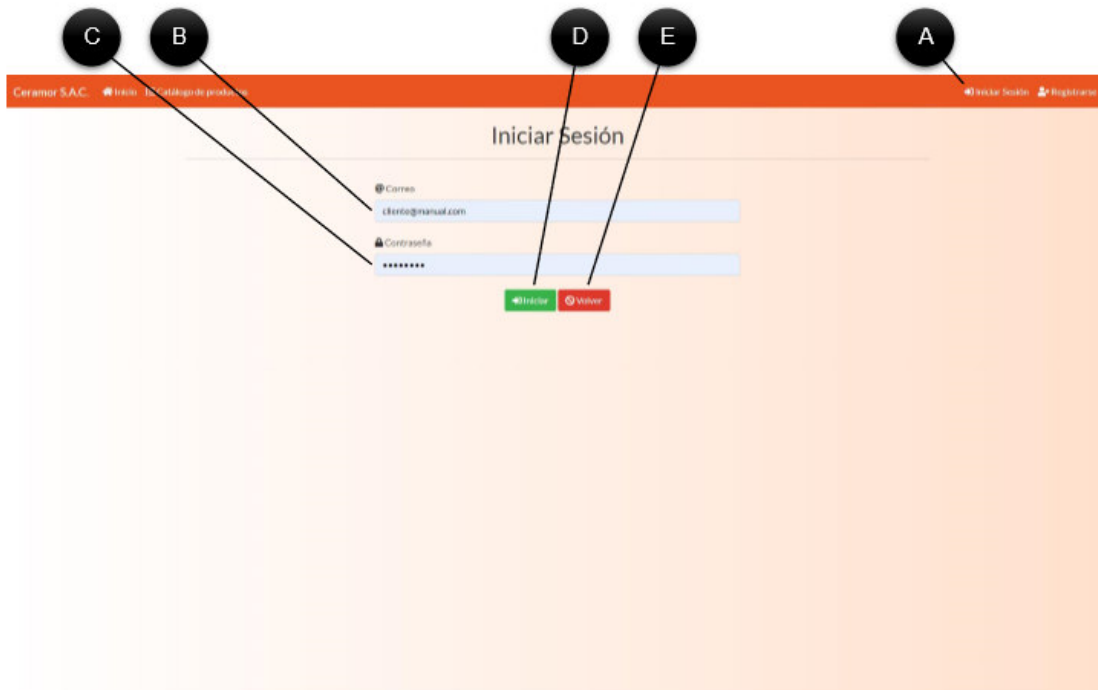 C B D E A
Ceramor S.A.C. Inicio Catálogo de productos Iniciar Sesión Registrarse
Iniciar Sesión
@ Correo
cliente@manual.com
Contraseña
••••••••
Iniciar Volver